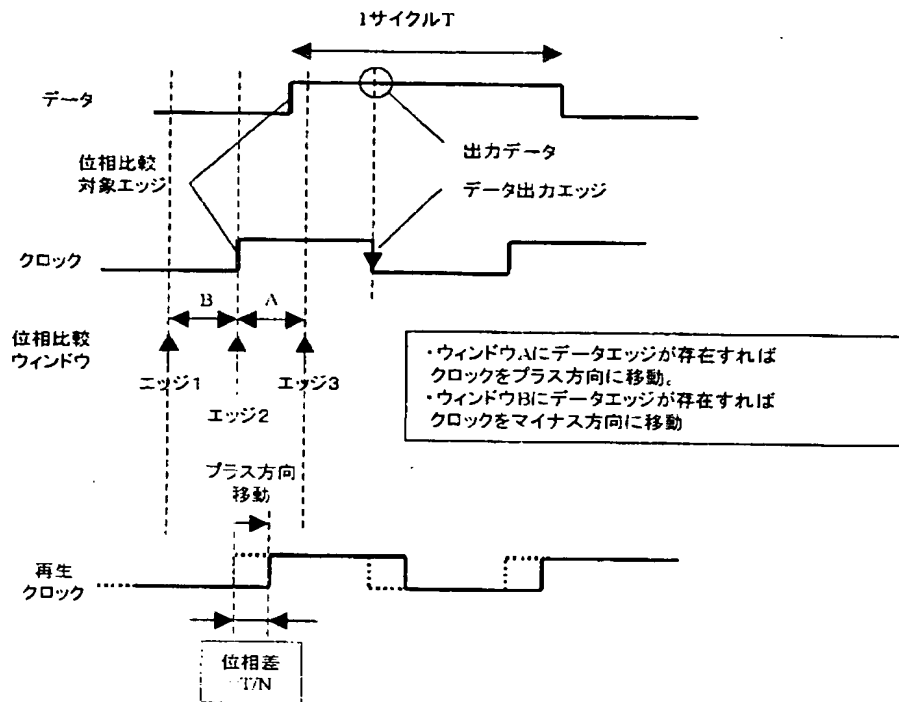 1サイクルT
データ
出力データ
位相比較
対象エッジ
データ出力エッジ
クロック
B
A
位相比較
ウィンドウ
エッジ1
エッジ2
エッジ3
・ウィンドウAにデータエッジが存在すれば
クロックをプラス方向に移動。
・ウィンドウBにデータエッジが存在すれば
クロックをマイナス方向に移動
プラス方向
移動
再生
クロック
位相差
T/N